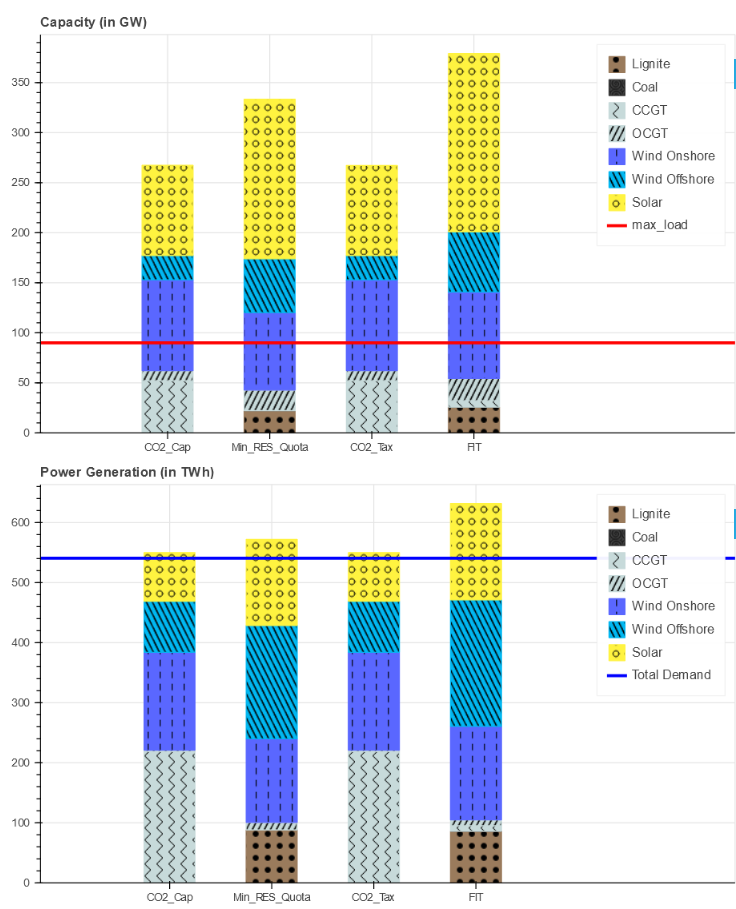 Capacity (in GW)
350
300
250
200
150
100
50
0
CO2_Cap
Min_RES_Quota
CO2_Tax
FIT
Lignite
Coal
CCGT
OCGT
Wind Onshore
Wind Offshore
Solar
max_load
Power Generation (in TWh)
600
500
400
300
200
100
0
CO2_Cap
Min_RES_Quota
CO2_Tax
FIT
Lignite
Coal
CCGT
OCGT
Wind Onshore
Wind Offshore
Solar
Total Demand